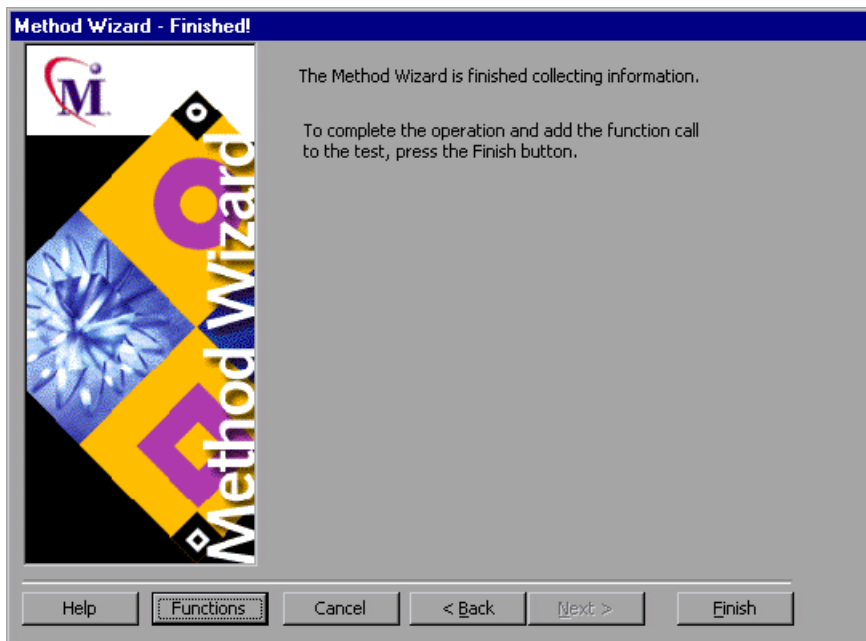 Method Wizard - Finished!
M
Method Wizard
The Method Wizard is finished collecting information.
To complete the operation and add the function call
to the test, press the Finish button.
Help
Functions
Cancel
< Back
Next >
Finish